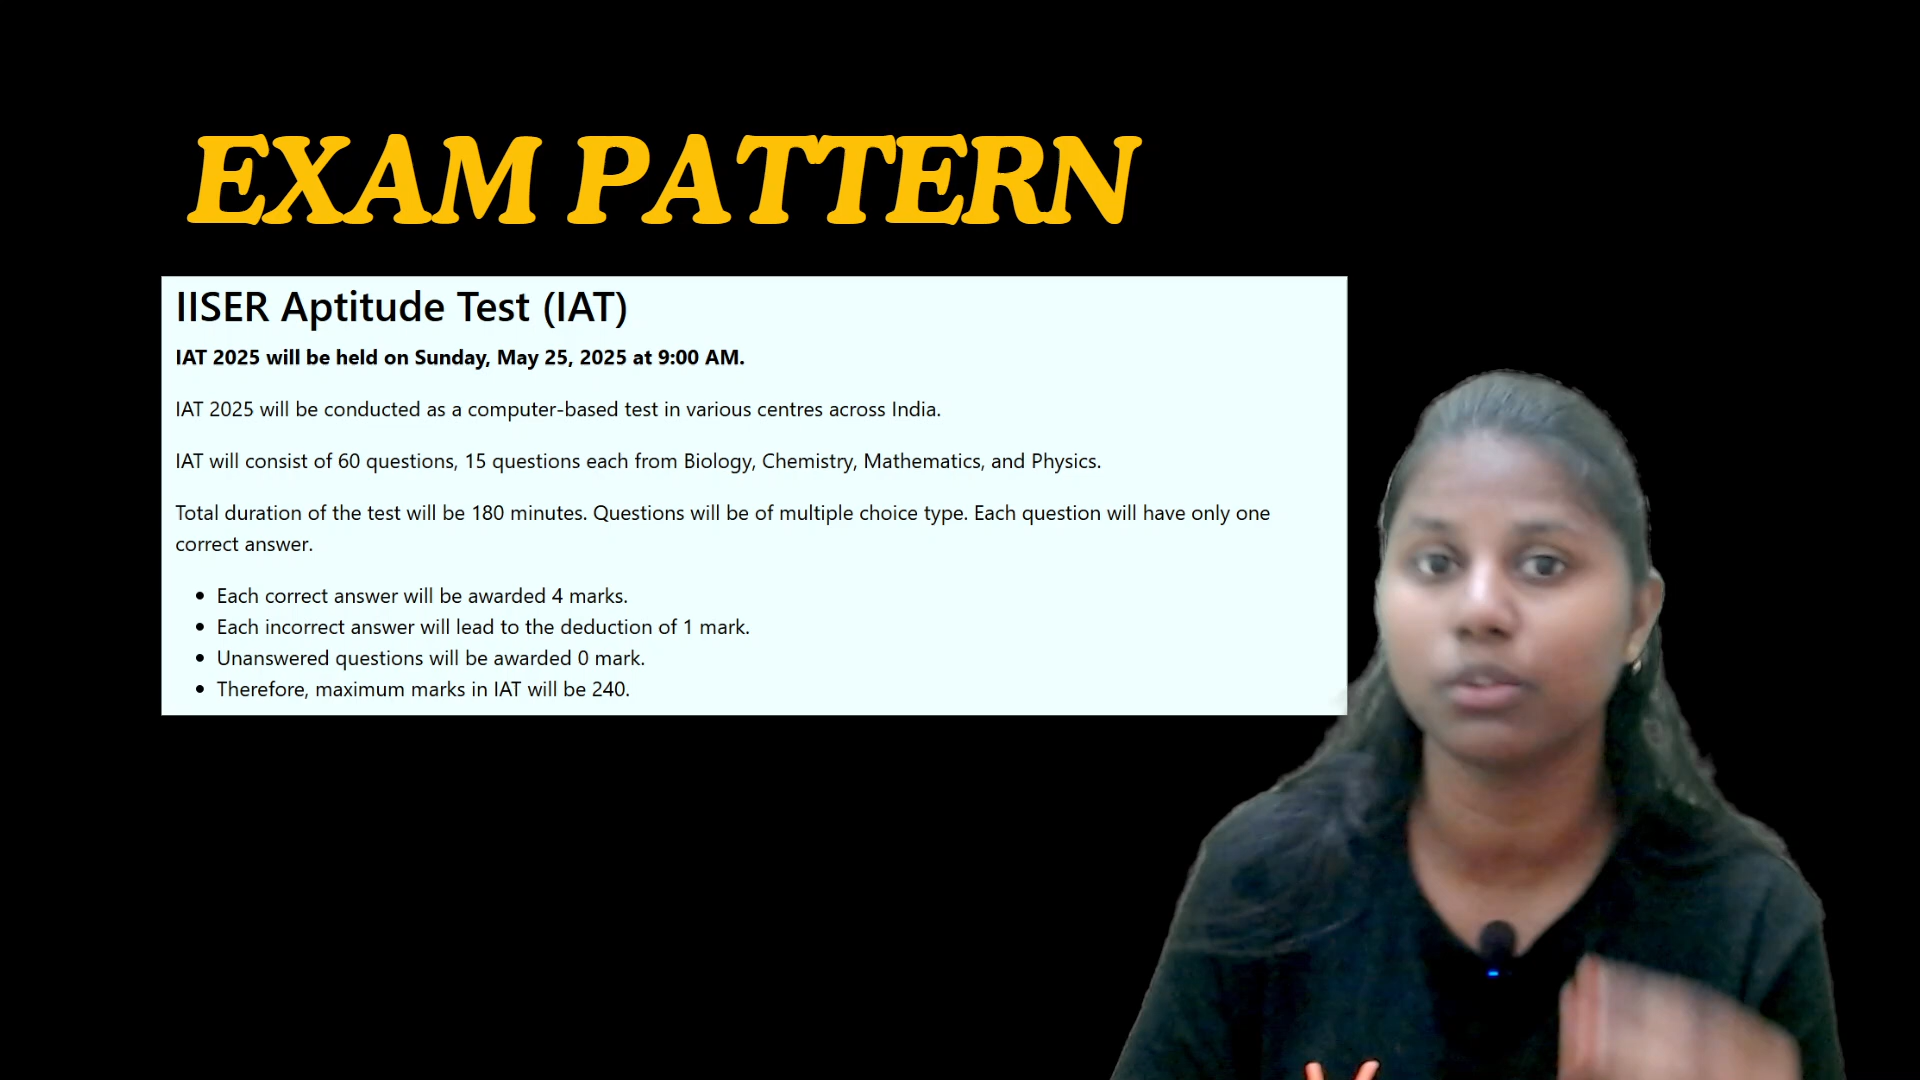 EXAM PATTERN
IISER Aptitude Test (IAT)
IAT 2025 will be held on Sunday, May 25, 2025 at 9:00 AM.
IAT 2025 will be conducted as a computer-based test in various centres across India.
IAT will consist of 60 questions, 15 questions each from Biology, Chemistry, Mathematics, and Physics.
Total duration of the test will be 180 minutes. Questions will be of multiple choice type. Each question will have only one
correct answer.
• Each correct answer will be awarded 4 marks.
• Each incorrect answer will lead to the deduction of 1 mark.
• Unanswered questions will be awarded 0 mark.
• Therefore, maximum marks in IAT will be 240.